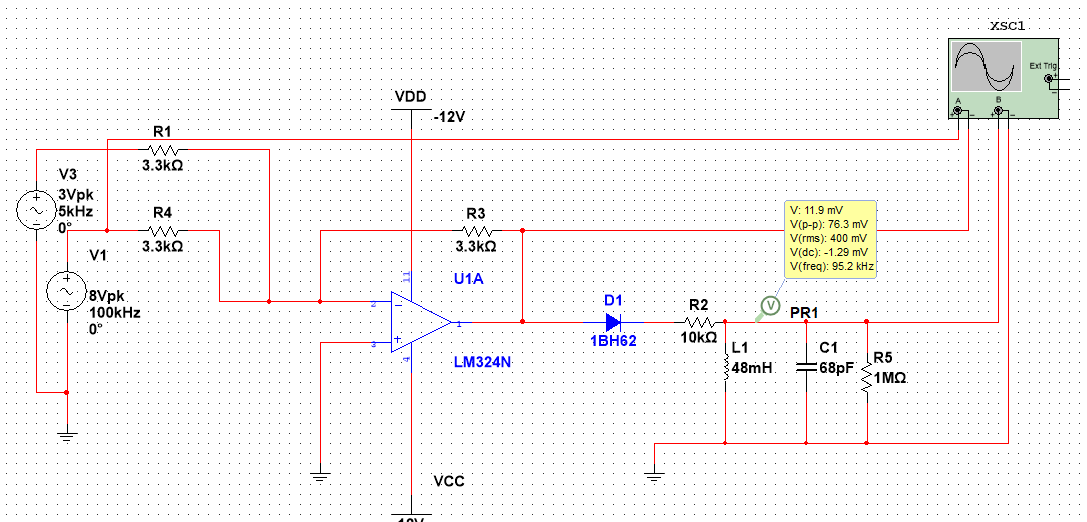 XSC1
Ext Trig
+
-
A
B
+
-
+
-
VDD
-12V
R1
3.3kΩ
V3
3Vpk
5kHz
0°
R4
3.3kΩ
V1
8Vpk
100kHz
0°
R3
3.3kΩ
V: 11.9 mV
V(p-p): 76.3 mV
V(rms): 400 mV
V(dc): -1.29 mV
V(freq): 95.2 kHz
V
PR1
11
U1A
2
3
1
4
LM324N
D1
1BH62
R2
10kΩ
L1
48mH
C1
68pF
R5
1MΩ
VCC